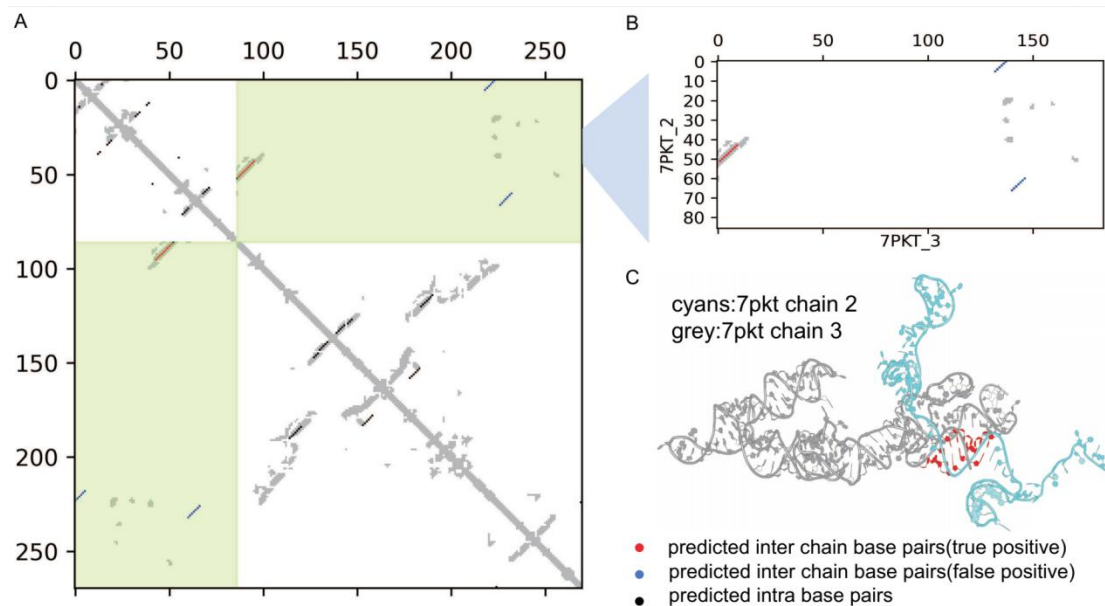 A
0 50 100 150 200 250
0
50
100
150
200
250
B
0 50 100 150
0
10
20
30
40
50
60
70
80
7PKT_2
7PKT_3
C
cyans:7pkt chain 2
grey:7pkt chain 3
predicted inter chain base pairs(true positive)
predicted inter chain base pairs(false positive)
predicted intra base pairs